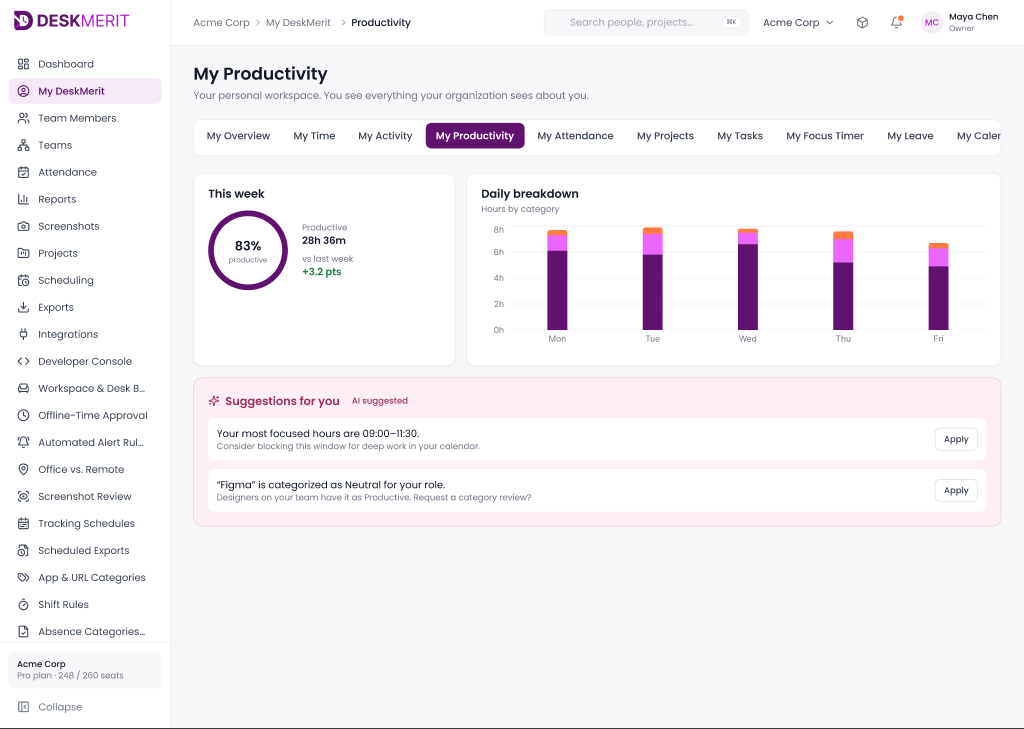 DESKMERIT
Acme Corp > My DeskMerit > Productivity
Search people, projects... ⌘K
Acme Corp
MC
Maya Chen
Owner
Dashboard
My DeskMerit
Team Members
Teams
Attendance
Reports
Screenshots
Projects
Scheduling
Exports
Integrations
Developer Console
Workspace & Desk B...
Offline-Time Approval
Automated Alert Rul...
Office vs. Remote
Screenshot Review
Tracking Schedules
Scheduled Exports
App & URL Categories
Shift Rules
Absence Categories...
Acme Corp
Pro plan · 248 / 260 seats
Collapse
My Productivity
Your personal workspace. You see everything your organization sees about you.
My Overview My Time My Activity My Productivity My Attendance My Projects My Tasks My Focus Timer My Leave My Caler
This week
83%
productive
Productive
28h 36m
vs last week
+3.2 pts
Daily breakdown
Hours by category
8h
6h
4h
2h
0h
Mon Tue Wed Thu Fri
Suggestions for you AI suggested
Your most focused hours are 09:00–11:30.
Consider blocking this window for deep work in your calendar.
Apply
“Figma” is categorized as Neutral for your role.
Designers on your team have it as Productive. Request a category review?
Apply